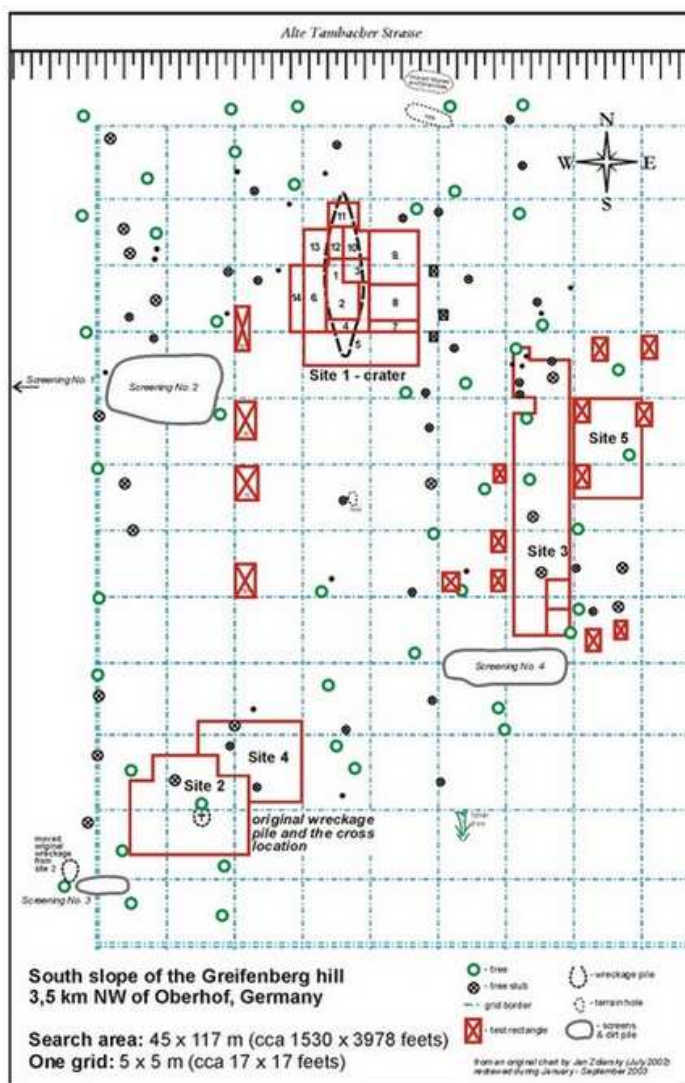 Alte Tambacher Strasse
N
W E
S
11
13 12 10
9
1 3
14 6
2 8
4 7
5
Site 1 - crater
Screening No. 1
Screening No. 2
Site 5
Site 3
Screening No. 4
Site 4
Site 2
original wreckage
pile and the cross
location
moved
original
wreckage
from
site 2
Screening No. 3
South slope of the Greifenberg hill
3,5 km NW of Oberhof, Germany
Search area: 45 x 117 m (cca 1530 x 3978 feets)
One grid: 5 x 5 m (cca 17 x 17 feets)
- tree
- tree stub
- grid border
- test rectangle
- wreckage pile
- terrain hole
- screens
& dirt pile
from an original chart by Jan Zdiarsky (July 2002)
redrawed during January - September 2003